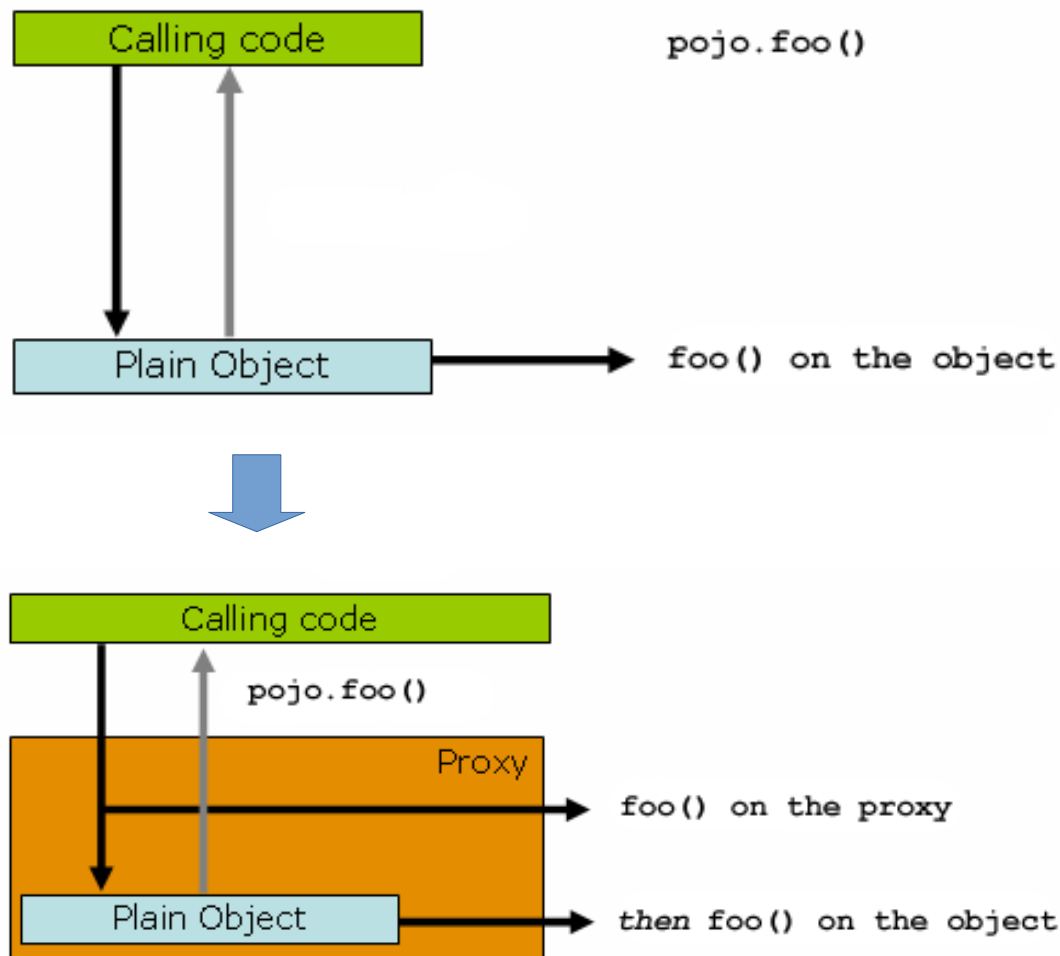 Calling code
pojo.foo()
Plain Object
foo() on the object
Calling code
pojo.foo()
Proxy
foo() on the proxy
Plain Object
then foo() on the object